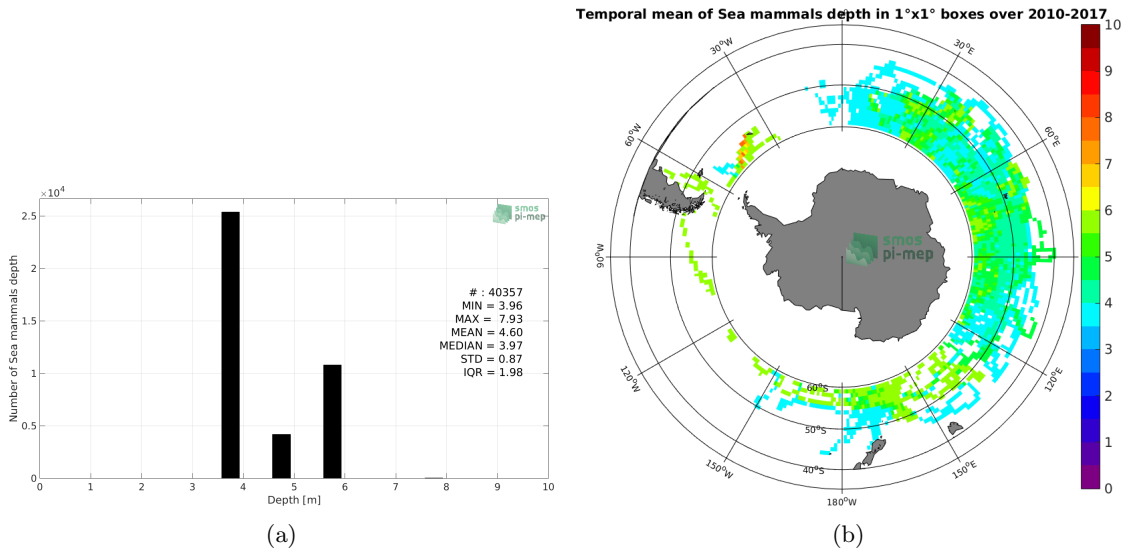 Temporal mean of Sea mammals depth in 1°x1° boxes over 2010-2017
×10⁴
2.5
2
1.5
1
0.5
0
Number of Sea mammals depth
smos
pi-mep
# : 40357
MIN = 3.96
MAX = 7.93
MEAN = 4.60
MEDIAN = 3.97
STD = 0.87
IQR = 1.98
0 1 2 3 4 5 6 7 8 9 10
Depth [m]
(a)
30°W
30°E
60°W
60°E
90°W
smos
pi-mep
120°W
120°E
150°W
150°E
180°W
60°S
50°S
40°S
10
9
8
7
6
5
4
3
2
1
0
(b)